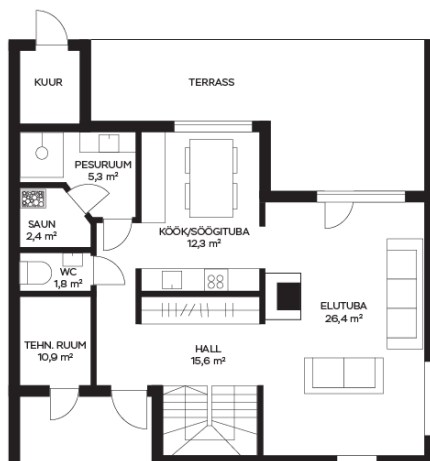 KUUR
TERRASS
PESURUUM
5,3 m²
SAUN
2,4 m²
KÖÖK/SÖÖGITUBA
12,3 m²
WC
1,8 m²
ELUTUBA
26,4 m²
TEHN. RUUM
10,9 m²
HALL
15,6 m²